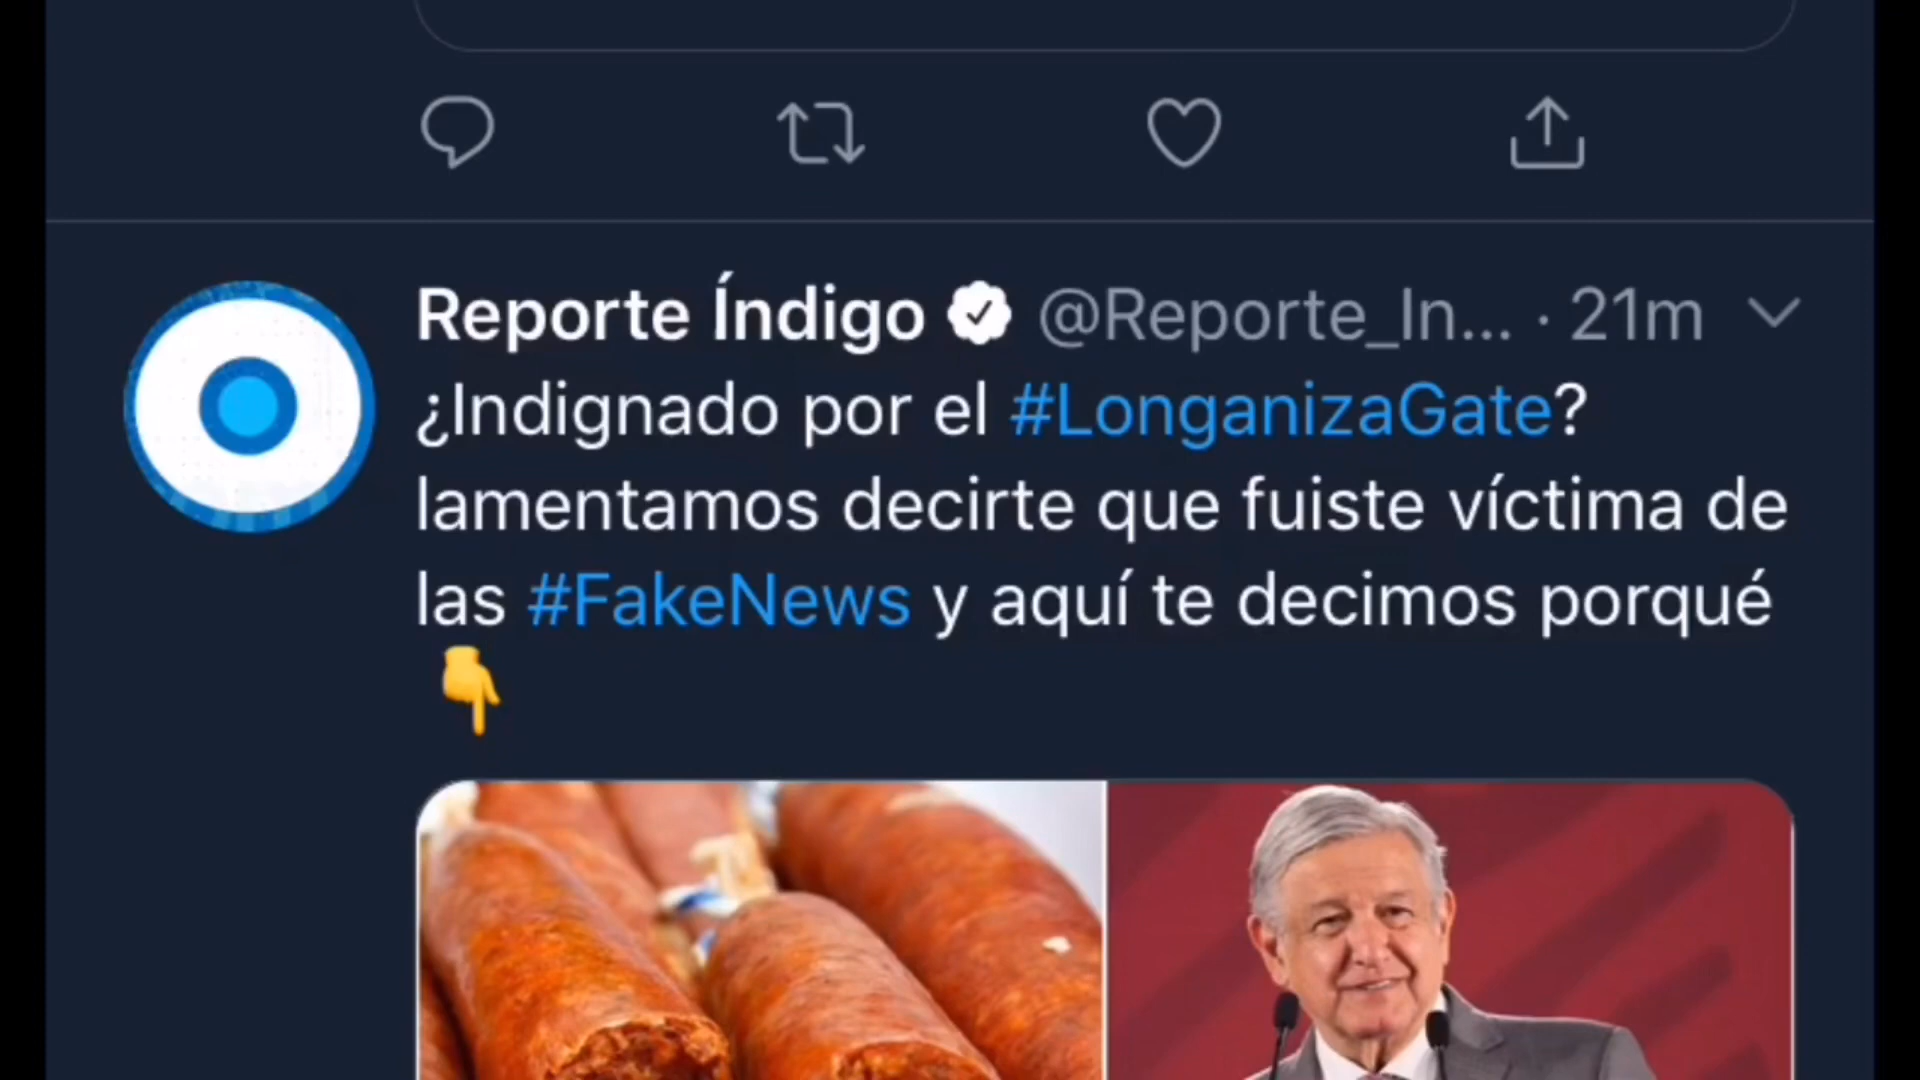 Reporte Índigo @Reporte_In... · 21m
¿Indignado por el #LonganizaGate?
lamentamos decirte que fuiste víctima de
las #FakeNews y aquí te decimos porqué
👇